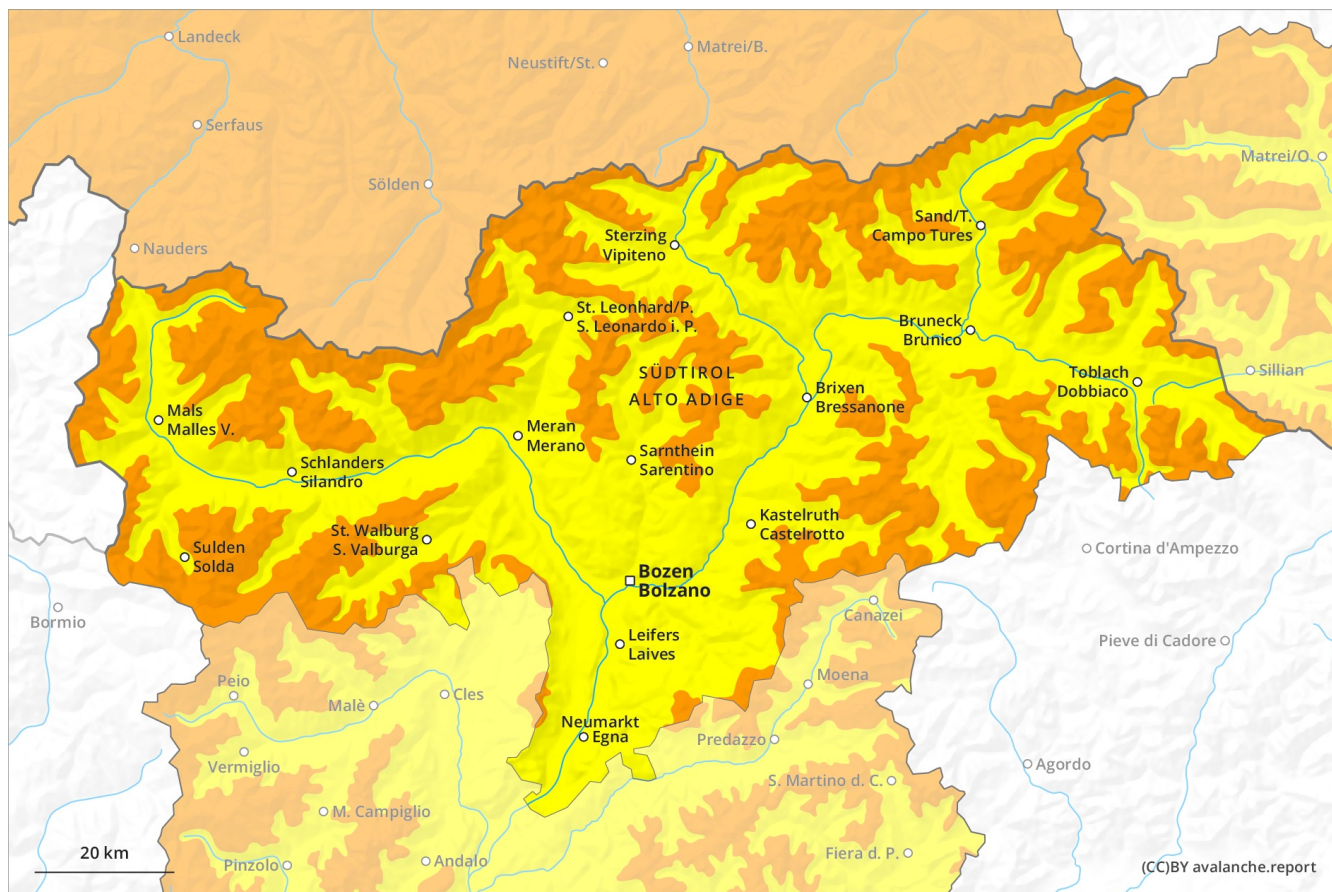 Landeck
Matrei/B.
Neustift/St.
Serfaus
Matrei/O.
Sölden
Sand/T.
Campo Tures
Nauders
Sterzing
Vipiteno
St. Leonhard/P.
S. Leonardo i. P.
Bruneck
Brunico
SÜDTIROL
ALTO ADIGE
Toblach
Dobbiaco
Sillian
Brixen
Bressanone
Mals
Malles V.
Meran
Merano
Schlanders
Silandro
Sarnthein
Sarentino
Kastelruth
Castelrotto
St. Walburg
S. Valburga
Sulden
Solda
Cortina d'Ampezzo
Bozen
Bolzano
Bormio
Canazei
Leifers
Laives
Pieve di Cadore
Peio
Moena
Malè
Cles
Neumarkt
Egna
Predazzo
Vermiglio
Agordo
S. Martino d. C.
M. Campiglio
20 km
Pinzolo
Andalo
Fiera d. P.
(CC)BY avalanche.report